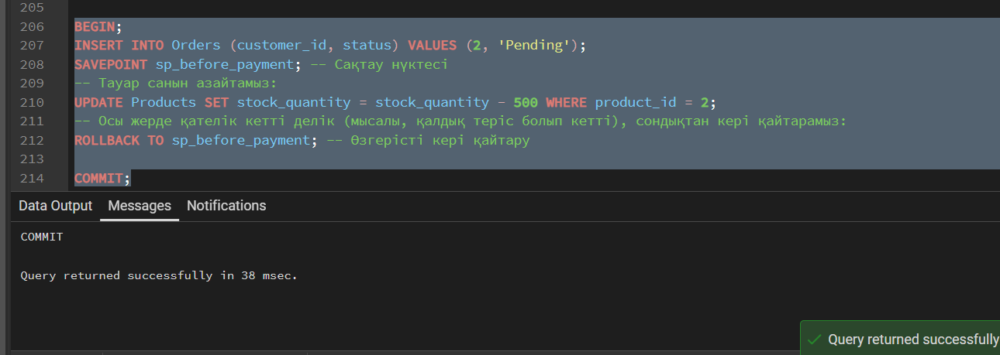 205
206 BEGIN;
207 INSERT INTO Orders (customer_id, status) VALUES (2, 'Pending');
208 SAVEPOINT sp_before_payment; -- Сақтау нүктесі
209 -- Тауар санын азайтамыз:
210 UPDATE Products SET stock_quantity = stock_quantity - 500 WHERE product_id = 2;
211 -- Осы жерде қателік кетті делік (мысалы, қалдық теріс болып кетті), сондықтан кері қайтарамыз:
212 ROLLBACK TO sp_before_payment; -- Өзгерісті кері қайтару
213
214 COMMIT;
Data Output Messages Notifications
COMMIT
Query returned successfully in 38 msec.
Query returned successfully